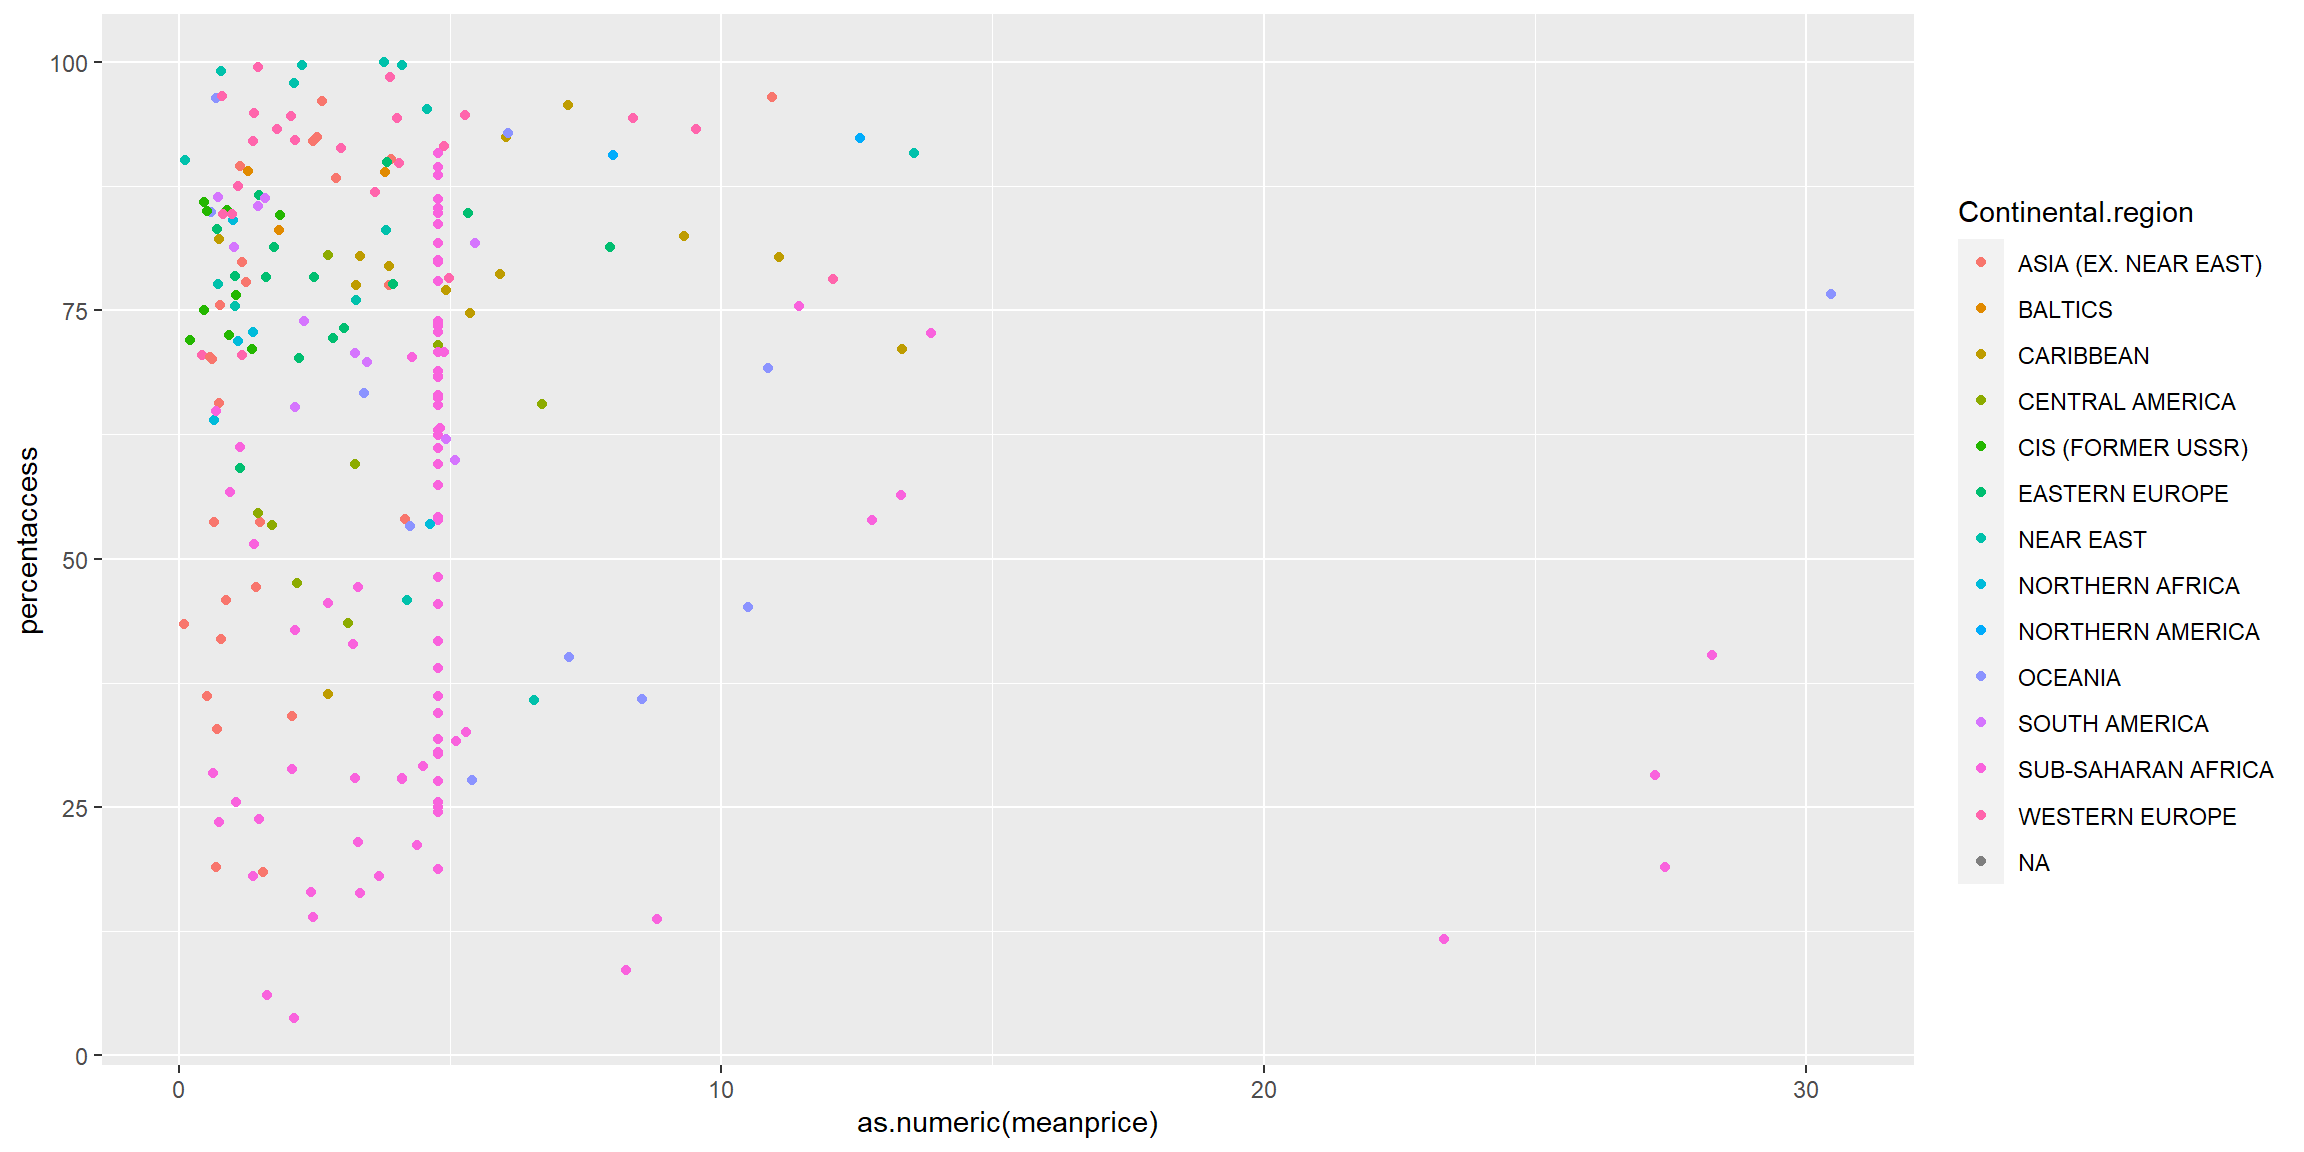 percentaccess
100
75
50
25
0
0
10
20
30
as.numeric(meanprice)
Continental.region
ASIA (EX. NEAR EAST)
BALTICS
CARIBBEAN
CENTRAL AMERICA
CIS (FORMER USSR)
EASTERN EUROPE
NEAR EAST
NORTHERN AFRICA
NORTHERN AMERICA
OCEANIA
SOUTH AMERICA
SUB-SAHARAN AFRICA
WESTERN EUROPE
NA